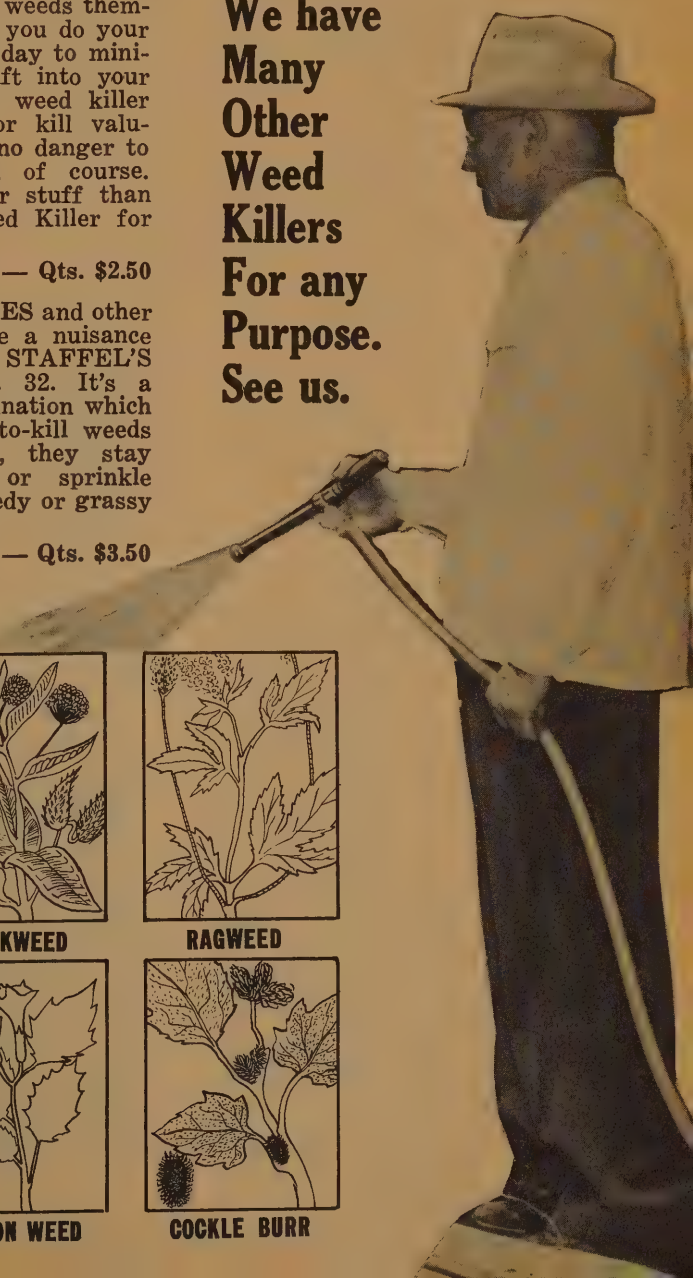 weeds them-
you do your
day to mini-
ft into your
weed killer
or kill valu-
no danger to
of course.
r stuff than
ed Killer for
— Qts. $2.50
ES and other
e a nuisance
STAFFEL'S
. 32. It's a
nation which
to-kill weeds
, they stay
or sprinkle
edy or grassy
— Qts. $3.50
We have
Many
Other
Weed
Killers
For any
Purpose.
See us.
KWEED
RAGWEED
ON WEED
COCKLE BURR